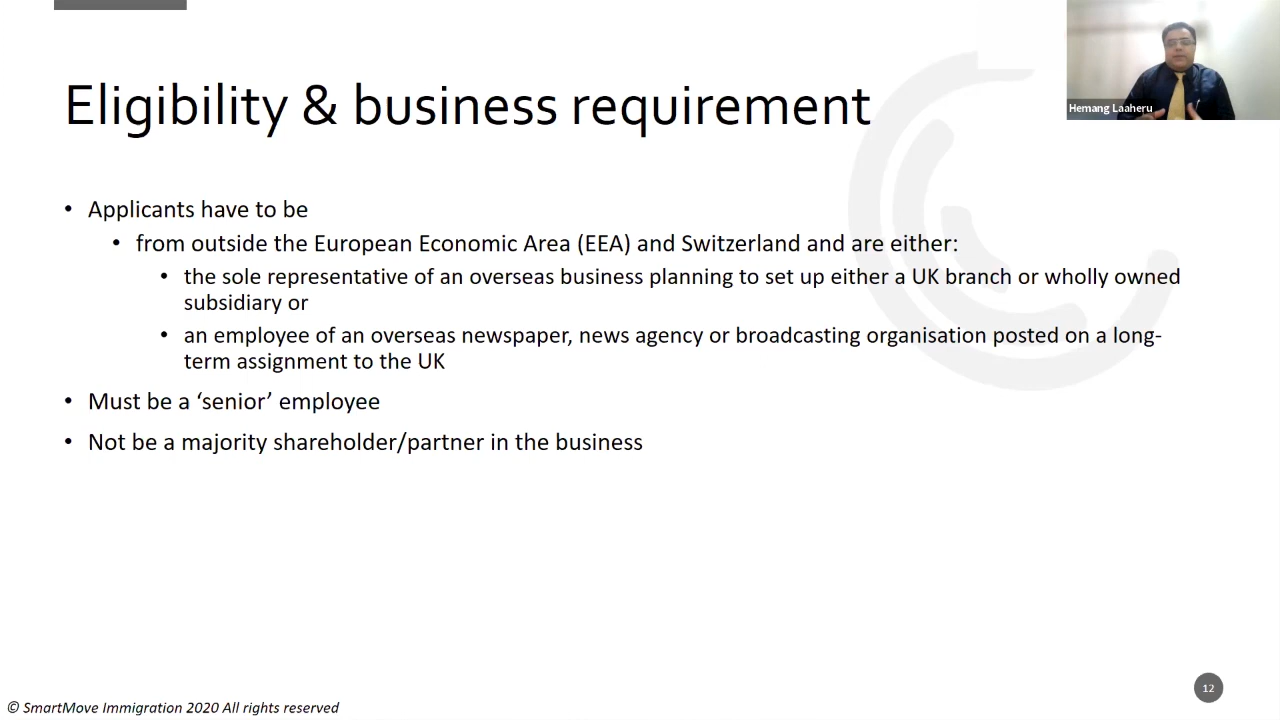 Eligibility & business requirement
Hemang Laaheru
• Applicants have to be
• from outside the European Economic Area (EEA) and Switzerland and are either:
• the sole representative of an overseas business planning to set up either a UK branch or wholly owned
subsidiary or
• an employee of an overseas newspaper, news agency or broadcasting organisation posted on a long-
term assignment to the UK
• Must be a ‘senior’ employee
• Not be a majority shareholder/partner in the business
12
© SmartMove Immigration 2020 All rights reserved